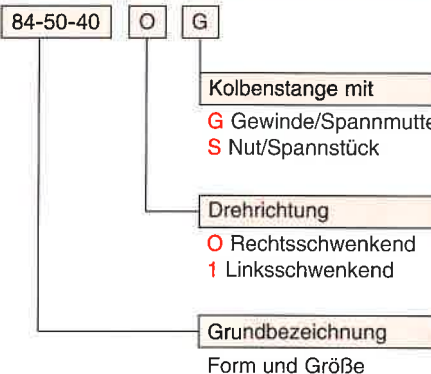 84-50-40 O G
Kolbenstange mit
G Gewinde/Spannmutte
S Nut/Spannstück
Drehrichtung
O Rechtsschwenkend
1 Linksschwenkend
Grundbezeichnung
Form und Größe